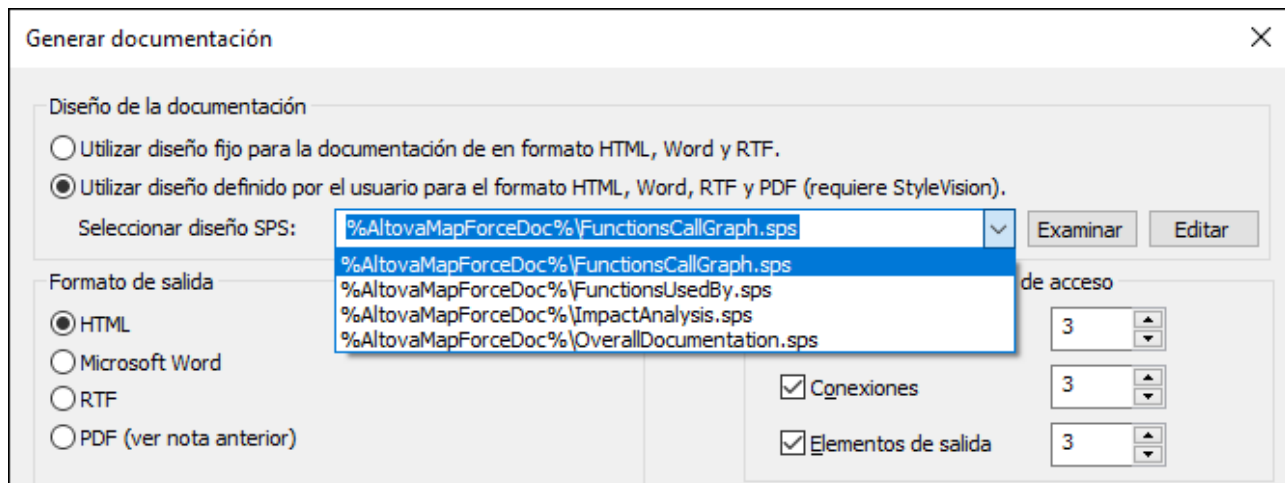 Generar documentación
Diseño de la documentación
Utilizar diseño fijo para la documentación de en formato HTML, Word y RTF.
Utilizar diseño definido por el usuario para el formato HTML, Word, RTF y PDF (requiere StyleVision).
Seleccionar diseño SPS: %AltovaMapForceDoc%\FunctionsCallGraph.sps Examinar Editar
%AltovaMapForceDoc%\FunctionsCallGraph.sps
%AltovaMapForceDoc%\FunctionsUsedBy.sps
%AltovaMapForceDoc%\ImpactAnalysis.sps
%AltovaMapForceDoc%\OverallDocumentation.sps
Formato de salida
HTML
Microsoft Word
RTF
PDF (ver nota anterior)
de acceso
3
Conexiones 3
Elementos de salida 3